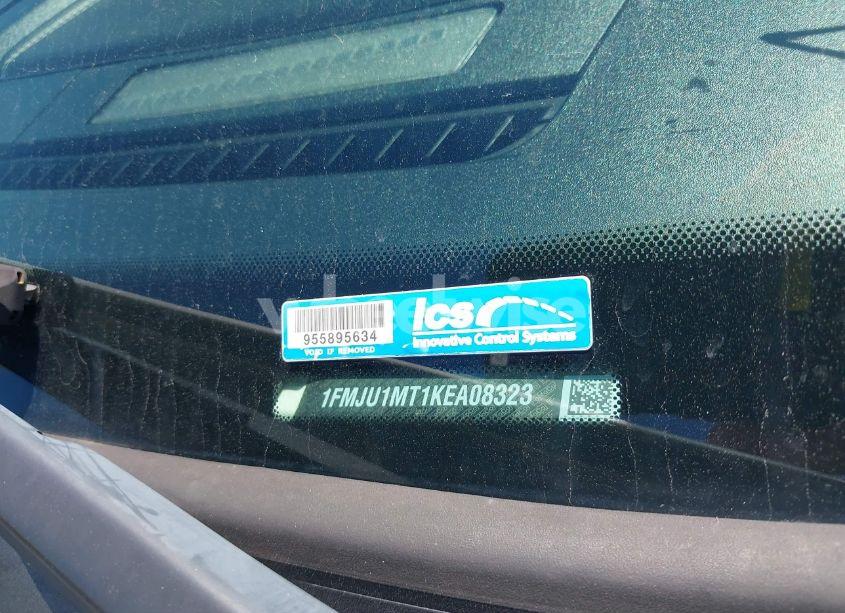 ics
Innovative Control Systems
955895634
VOID IF REMOVED
1FMJU1MT1KEA08323